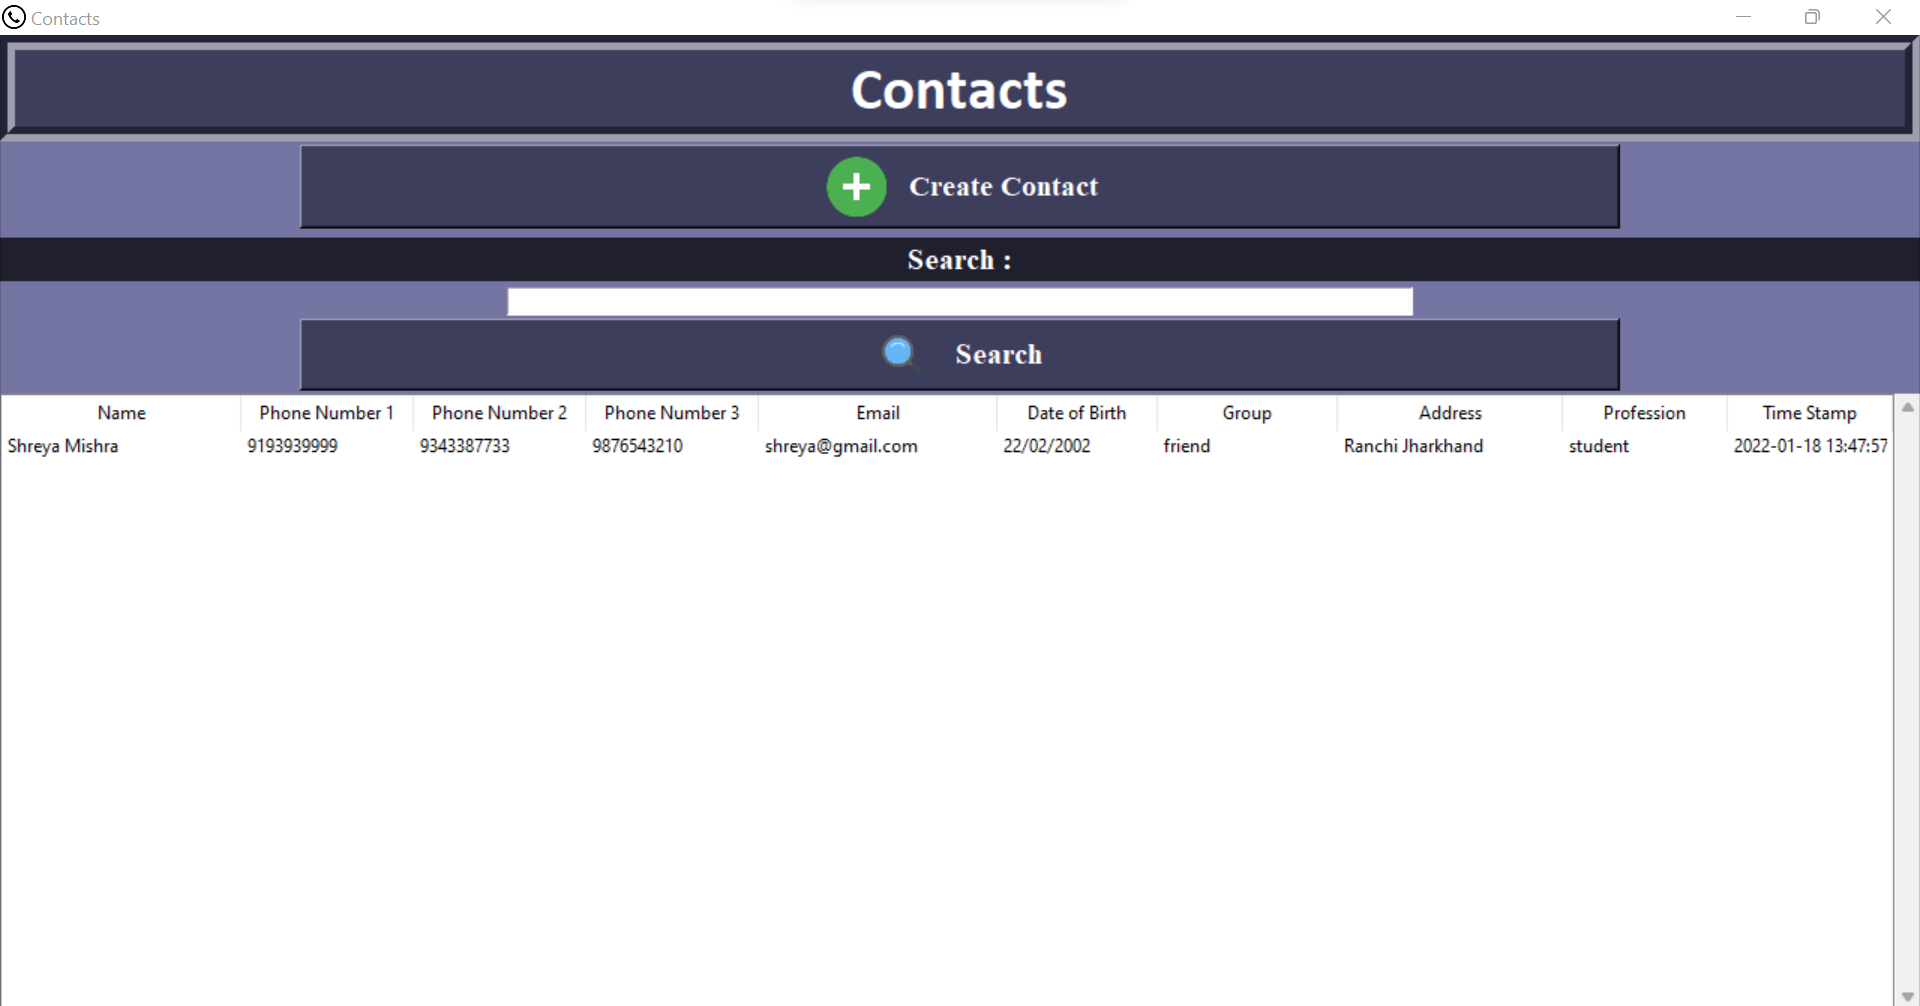 Contacts
Contacts
Create Contact
Search :
Search
Name Phone Number 1 Phone Number 2 Phone Number 3 Email Date of Birth Group Address Profession Time Stamp
Shreya Mishra 9193939999 9343387733 9876543210 shreya@gmail.com 22/02/2002 friend Ranchi Jharkhand student 2022-01-18 13:47:57